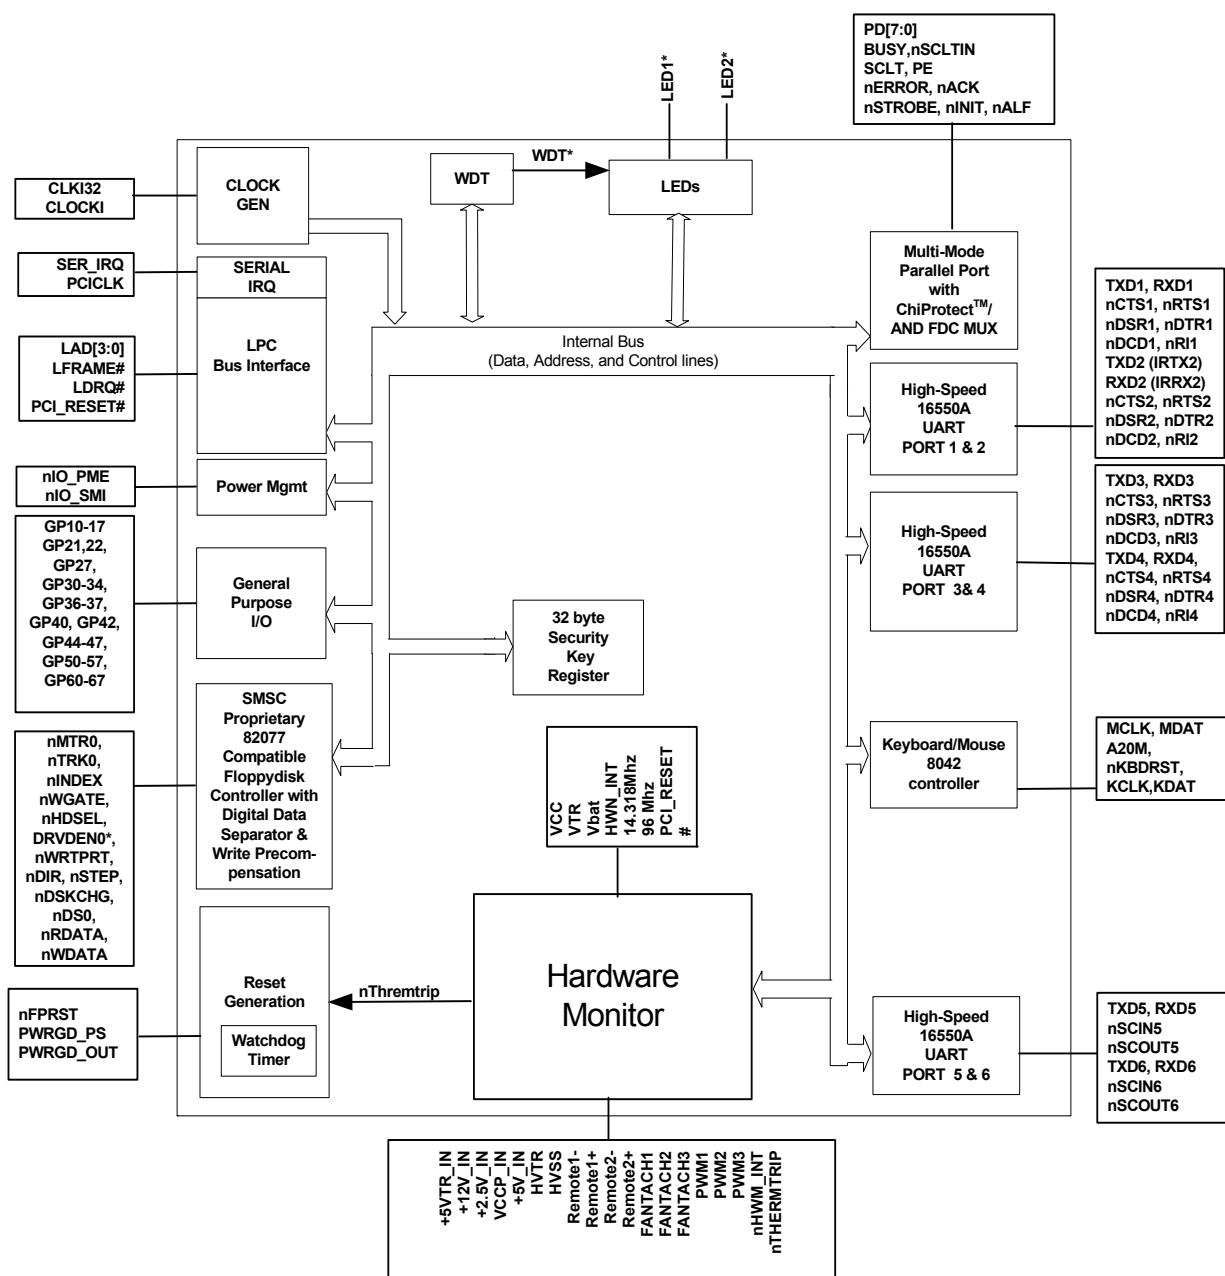 PD[7:0]
BUSY,nSCLTIN
SCLT, PE
nERROR, nACK
nSTROBE, nINIT, nALF
LED1*
LED2*
WDT
WDT*
LEDs
CLKI32
CLOCKI
CLOCK
GEN
SER_IRQ
PCICLK
SERIAL
IRQ
LAD[3:0]
LFRAME#
LDRQ#
PCI_RESET#
LPC
Bus Interface
Internal Bus
(Data, Address, and Control lines)
Multi-Mode
Parallel Port
with
ChiProtect™/
AND FDC MUX
High-Speed
16550A
UART
PORT 1 & 2
TXD1, RXD1
nCTS1, nRTS1
nDSR1, nDTR1
nDCD1, nRI1
TXD2 (IRTX2)
RXD2 (IRRX2)
nCTS2, nRTS2
nDSR2, nDTR2
nDCD2, nRI2
nIO_PME
nIO_SMI
Power Mgmt
High-Speed
16550A
UART
PORT 3& 4
TXD3, RXD3
nCTS3, nRTS3
nDSR3, nDTR3
nDCD3, nRI3
TXD4, RXD4,
nCTS4, nRTS4
nDSR4, nDTR4
nDCD4, nRI4
GP10-17
GP21,22,
GP27,
GP30-34,
GP36-37,
GP40, GP42,
GP44-47,
GP50-57,
GP60-67
General
Purpose
I/O
32 byte
Security
Key
Register
nMTR0,
nTRK0,
nINDEX
nWGATE,
nHDSEL,
DRVDEN0*,
nWRTPRT,
nDIR, nSTEP,
nDSKCHG,
nDS0,
nRDATA,
nWDATA
SMSC
Proprietary
82077
Compatible
Floppydisk
Controller with
Digital Data
Separator &
Write Precom-
pensation
Keyboard/Mouse
8042
controller
MCLK, MDAT
A20M,
nKBDRST,
KCLK,KDAT
VCC
VTR
Vbat
HWN_INT
14.318Mhz
96 Mhz
PCI_RESET
#
Hardware
Monitor
nThremtrip
nFPRST
PWRGD_PS
PWRGD_OUT
Reset
Generation
Watchdog
Timer
High-Speed
16550A
UART
PORT 5 & 6
TXD5, RXD5
nSCIN5
nSCOUT5
TXD6, RXD6
nSCIN6
nSCOUT6
+5VTR_IN
+12V_IN
+2.5V_IN
VCCP_IN
+5V_IN
HVTR
HVSS
Remote1-
Remote1+
Remote2-
Remote2+
FANTACH1
FANTACH2
FANTACH3
PWM1
PWM2
PWM3
nHWM_INT
nTHERMTRIP